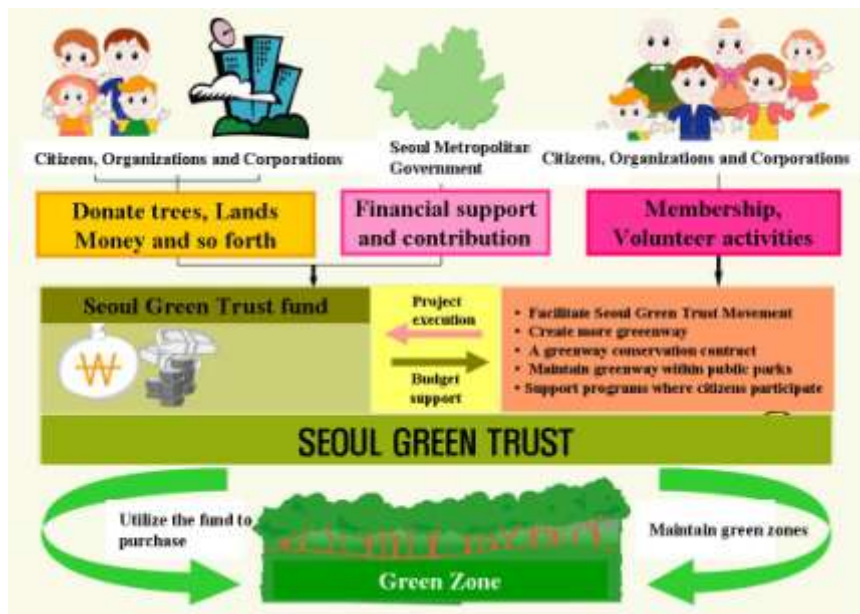 Citizens, Organizations and Corporations
Seoul Metropolitan
Government
Citizens, Organizations and Corporations
Donate trees, Lands
Money and so forth
Financial support
and contribution
Membership,
Volunteer activities
Seoul Green Trust fund
₩
Project
execution
Budget
support
• Facilitate Seoul Green Trust Movement
• Create more greenway
• A greenway conservation contract
• Maintain greenway within public parks
• Support programs where citizens participate
SEOUL GREEN TRUST
Utilize the fund to
purchase
Maintain green zones
Green Zone